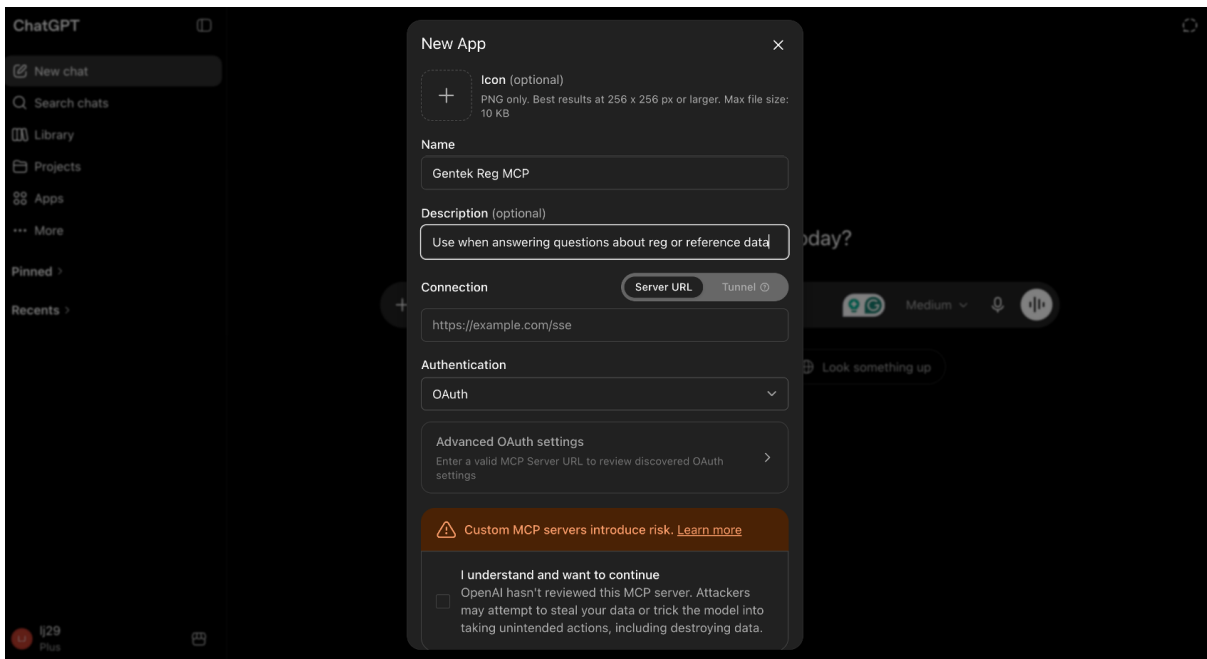 ChatGPT
New chat
Search chats
Library
Projects
Apps
More
Pinned
Recents
lj29
Plus
New App
Icon (optional)
PNG only. Best results at 256 x 256 px or larger. Max file size:
10 KB
Name
Gentek Reg MCP
Description (optional)
Use when answering questions about reg or reference data
Connection
Server URL
Tunnel
https://example.com/sse
Authentication
OAuth
Advanced OAuth settings
Enter a valid MCP Server URL to review discovered OAuth
settings
Custom MCP servers introduce risk. Learn more
I understand and want to continue
OpenAI hasn't reviewed this MCP server. Attackers
may attempt to steal your data or trick the model into
taking unintended actions, including destroying data.
oday?
Medium
Look something up